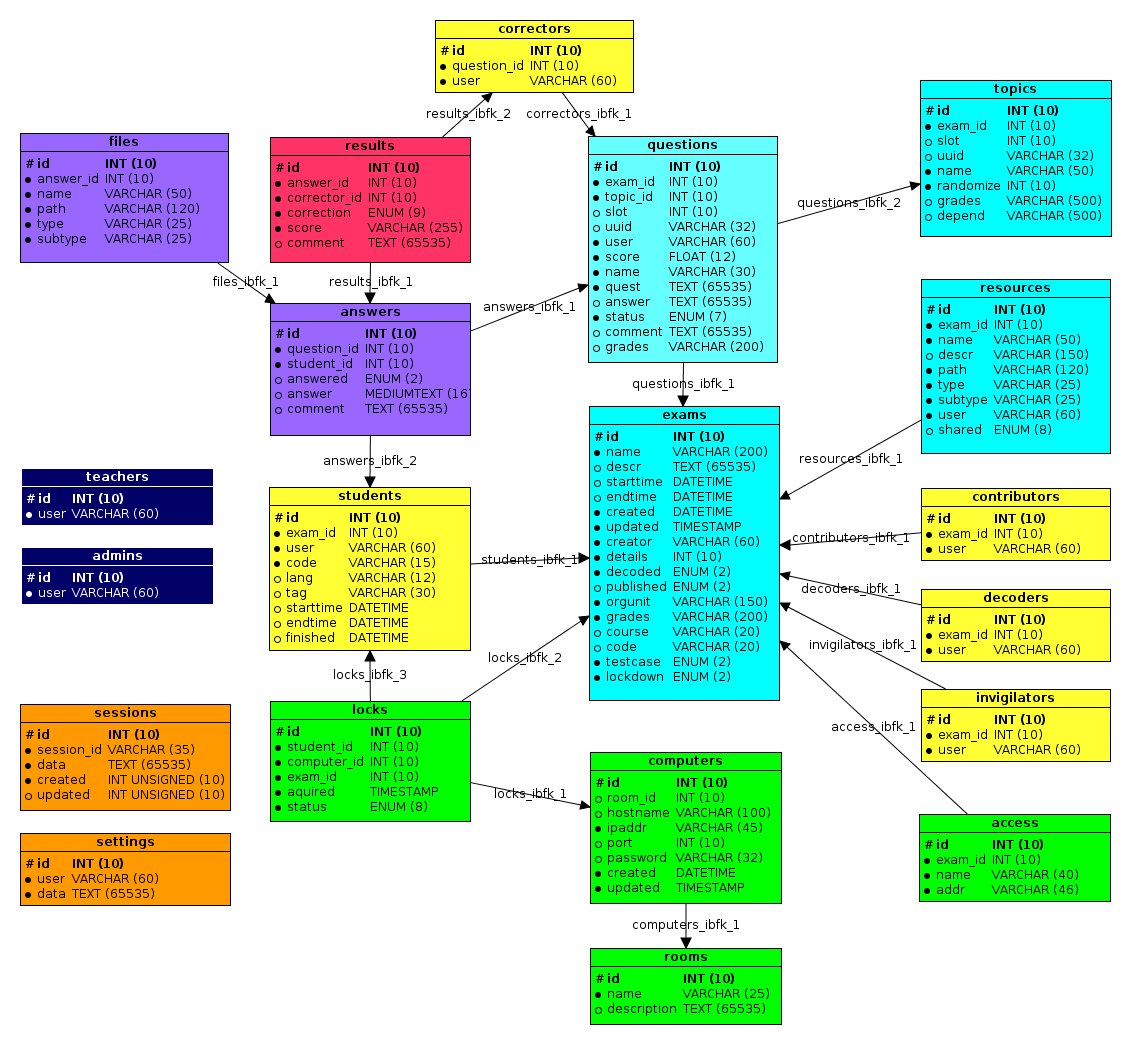 correctors
# id INT (10)
● question_id INT (10)
● user VARCHAR (60)
results_ibfk_2
correctors_ibfk_1
topics
# id INT (10)
● exam_id INT (10)
○ slot INT (10)
○ uuid VARCHAR (32)
● name VARCHAR (50)
● randomize INT (10)
○ grades VARCHAR (500)
○ depend VARCHAR (500)
files
# id INT (10)
● answer_id INT (10)
● name VARCHAR (50)
● path VARCHAR (120)
● type VARCHAR (25)
● subtype VARCHAR (25)
results
# id INT (10)
● answer_id INT (10)
● corrector_id INT (10)
● correction ENUM (9)
● score VARCHAR (255)
○ comment TEXT (65535)
questions
# id INT (10)
● exam_id INT (10)
● topic_id INT (10)
○ slot INT (10)
○ uuid VARCHAR (32)
● user VARCHAR (60)
● score FLOAT (12)
● name VARCHAR (30)
● quest TEXT (65535)
○ answer TEXT (65535)
● status ENUM (7)
○ comment TEXT (65535)
○ grades VARCHAR (200)
questions_ibfk_2
files_ibfk_1
results_ibfk_1
answers_ibfk_1
answers
# id INT (10)
● question_id INT (10)
● student_id INT (10)
○ answered ENUM (2)
○ answer MEDIUMTEXT (16
○ comment TEXT (65535)
resources
# id INT (10)
● exam_id INT (10)
● name VARCHAR (50)
○ descr VARCHAR (150)
● path VARCHAR (120)
● type VARCHAR (25)
● subtype VARCHAR (25)
● user VARCHAR (60)
○ shared ENUM (8)
questions_ibfk_1
answers_ibfk_2
resources_ibfk_1
exams
# id INT (10)
● name VARCHAR (200)
○ descr TEXT (65535)
○ starttime DATETIME
○ endtime DATETIME
● created DATETIME
● updated TIMESTAMP
● creator VARCHAR (60)
● details INT (10)
● decoded ENUM (2)
○ published ENUM (2)
● orgunit VARCHAR (150)
● grades VARCHAR (200)
○ course VARCHAR (20)
○ code VARCHAR (20)
● testcase ENUM (2)
● lockdown ENUM (2)
teachers
# id INT (10)
● user VARCHAR (60)
admins
# id INT (10)
● user VARCHAR (60)
students
# id INT (10)
● exam_id INT (10)
● user VARCHAR (60)
● code VARCHAR (15)
○ lang VARCHAR (12)
○ tag VARCHAR (30)
○ starttime DATETIME
○ endtime DATETIME
○ finished DATETIME
students_ibfk_1
contributors
# id INT (10)
● exam_id INT (10)
● user VARCHAR (60)
contributors_ibfk_1
decoders_ibfk_1
decoders
# id INT (10)
● exam_id INT (10)
● user VARCHAR (60)
invigilators_ibfk_1
locks_ibfk_2
locks_ibfk_3
invigilators
# id INT (10)
● exam_id INT (10)
● user VARCHAR (60)
access_ibfk_1
sessions
# id INT (10)
● session_id VARCHAR (35)
● data TEXT (65535)
● created INT UNSIGNED (10)
○ updated INT UNSIGNED (10)
locks
# id INT (10)
● student_id INT (10)
● computer_id INT (10)
● exam_id INT (10)
● aquired TIMESTAMP
● status ENUM (8)
locks_ibfk_1
computers
# id INT (10)
○ room_id INT (10)
○ hostname VARCHAR (100)
● ipaddr VARCHAR (45)
○ port INT (10)
○ password VARCHAR (32)
● created DATETIME
● updated TIMESTAMP
settings
# id INT (10)
● user VARCHAR (60)
● data TEXT (65535)
access
# id INT (10)
● exam_id INT (10)
● name VARCHAR (40)
● addr VARCHAR (46)
computers_ibfk_1
rooms
# id INT (10)
● name VARCHAR (25)
○ description TEXT (65535)